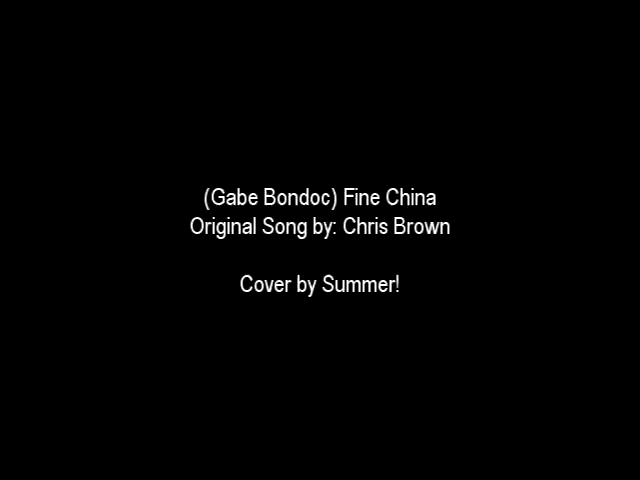 (Gabe Bondoc) Fine China
Original Song by: Chris Brown
Cover by Summer!